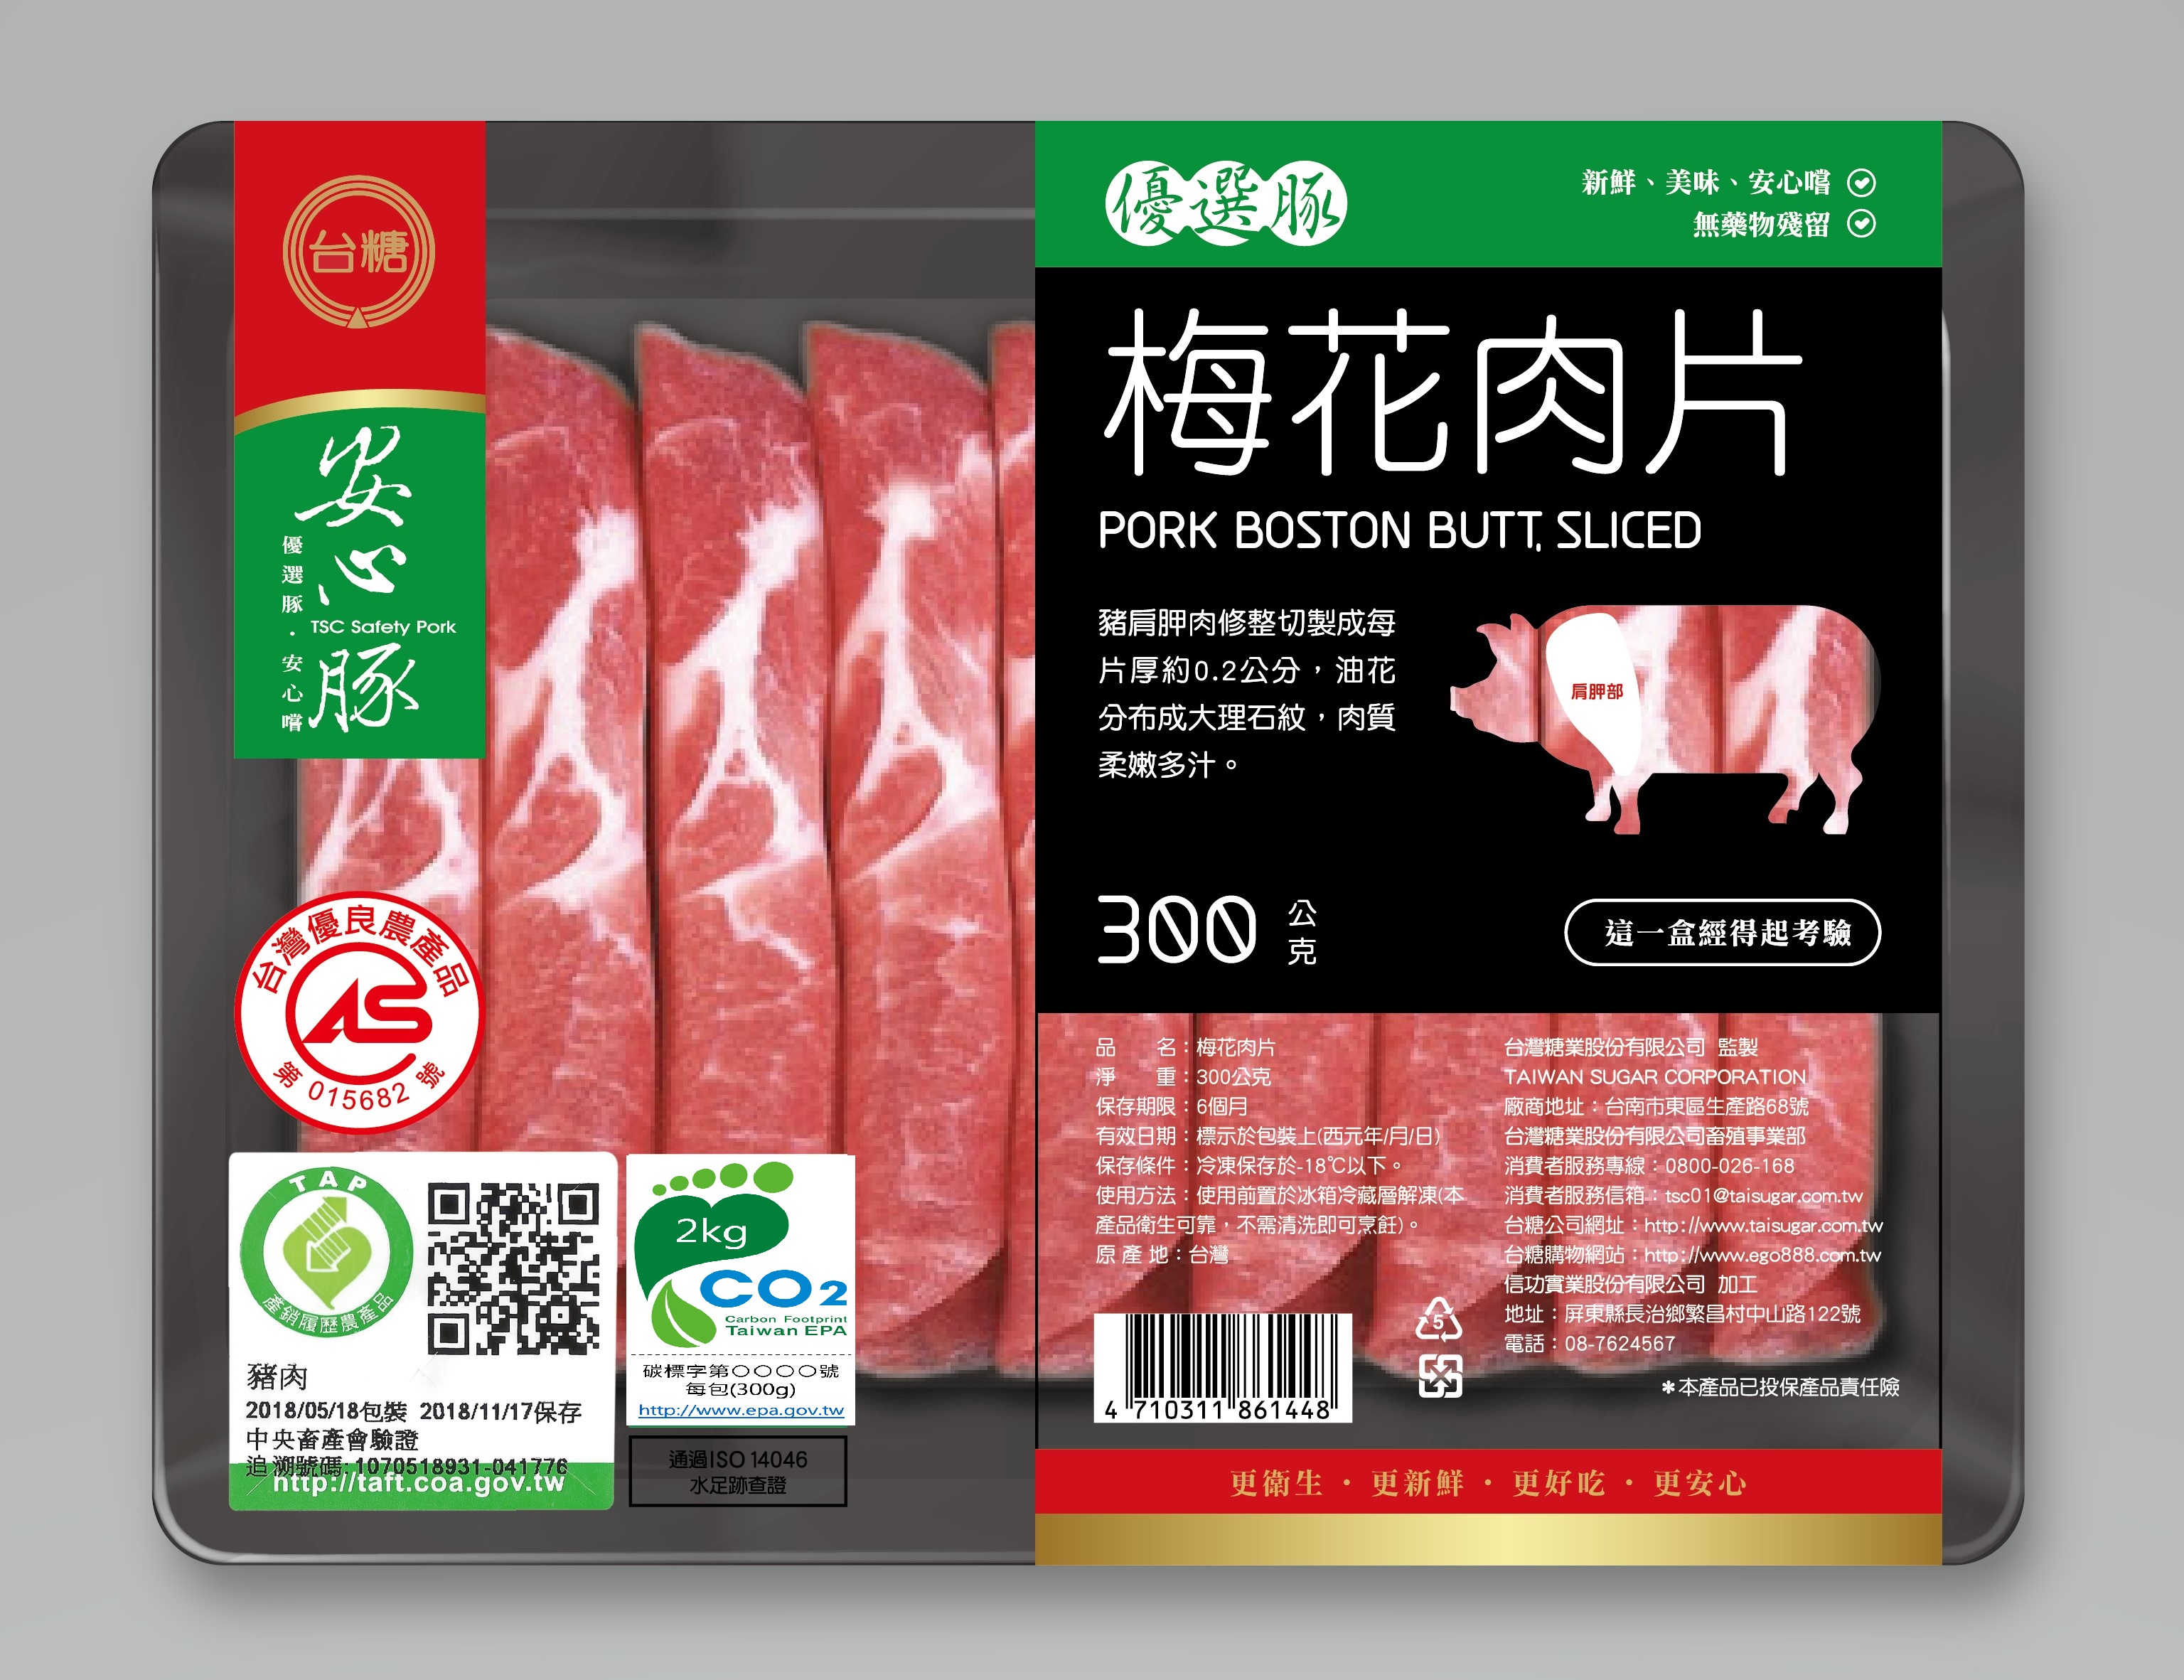 台糖
安心豚
TSC Safety Pork
優選豚・安心嚐
台灣優良農產品
CAS
第 015682 號
TAP
產銷履歷農產品
豬肉
2018/05/18包裝 2018/11/17保存
中央畜產會驗證
追溯號碼:1070518931-041776
http://taft.coa.gov.tw
2kg
CO2
Carbon Footprint
Taiwan EPA
碳標字第〇〇〇〇號
每包(300g)
http://www.epa.gov.tw
通過ISO 14046
水足跡查證
優選豚
新鮮、美味、安心嚐
無藥物殘留
梅花肉片
PORK BOSTON BUTT, SLICED
豬肩胛肉修整切製成每
片厚約0.2公分，油花
分布成大理石紋，肉質
柔嫩多汁。
肩胛部
300 公克
這一盒經得起考驗
品名：梅花肉片
淨重：300公克
保存期限：6個月
有效日期：標示於包裝上(西元年/月/日)
保存條件：冷凍保存於-18℃以下。
使用方法：使用前置於冰箱冷藏層解凍(本
產品衛生可靠，不需清洗即可烹飪)。
原產地：台灣
台灣糖業股份有限公司 監製
TAIWAN SUGAR CORPORATION
廠商地址：台南市東區生產路68號
台灣糖業股份有限公司畜殖事業部
消費者服務專線：0800-026-168
消費者服務信箱：tsc01@taisugar.com.tw
台糖公司網址：http://www.taisugar.com.tw
台糖購物網站：http://www.ego888.com.tw
信功實業股份有限公司 加工
地址：屏東縣長治鄉繁昌村中山路122號
電話：08-7624567
4 710311 861448
5
＊本產品已投保產品責任險
更衛生・更新鮮・更好吃・更安心